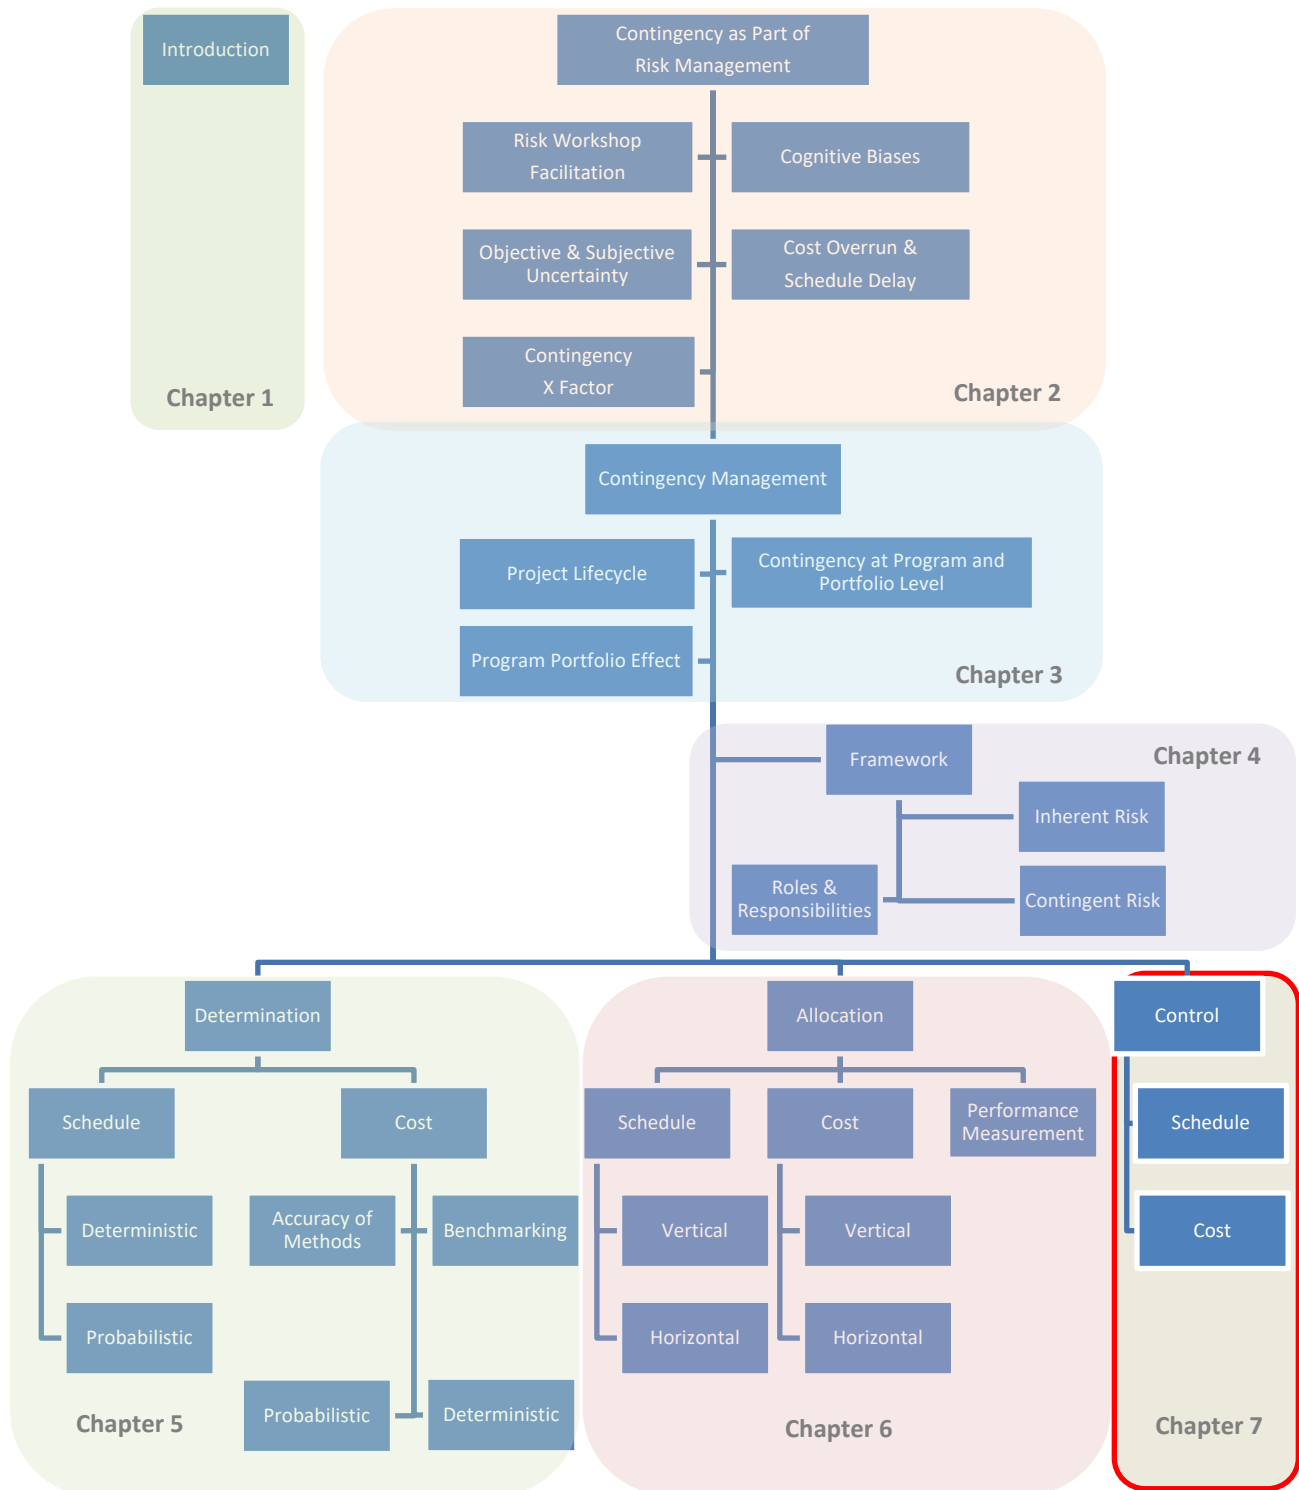 Introduction
Chapter 1
Contingency as Part of
Risk Management
Risk Workshop
Facilitation
Cognitive Biases
Objective & Subjective
Uncertainty
Cost Overrun &
Schedule Delay
Contingency
X Factor
Chapter 2
Contingency Management
Project Lifecycle
Contingency at Program and
Portfolio Level
Program Portfolio Effect
Chapter 3
Framework
Chapter 4
Inherent Risk
Roles &
Responsibilities
Contingent Risk
Determination
Schedule
Cost
Deterministic
Accuracy of
Methods
Benchmarking
Probabilistic
Probabilistic
Deterministic
Chapter 5
Allocation
Schedule
Cost
Performance
Measurement
Vertical
Vertical
Horizontal
Horizontal
Chapter 6
Control
Schedule
Cost
Chapter 7